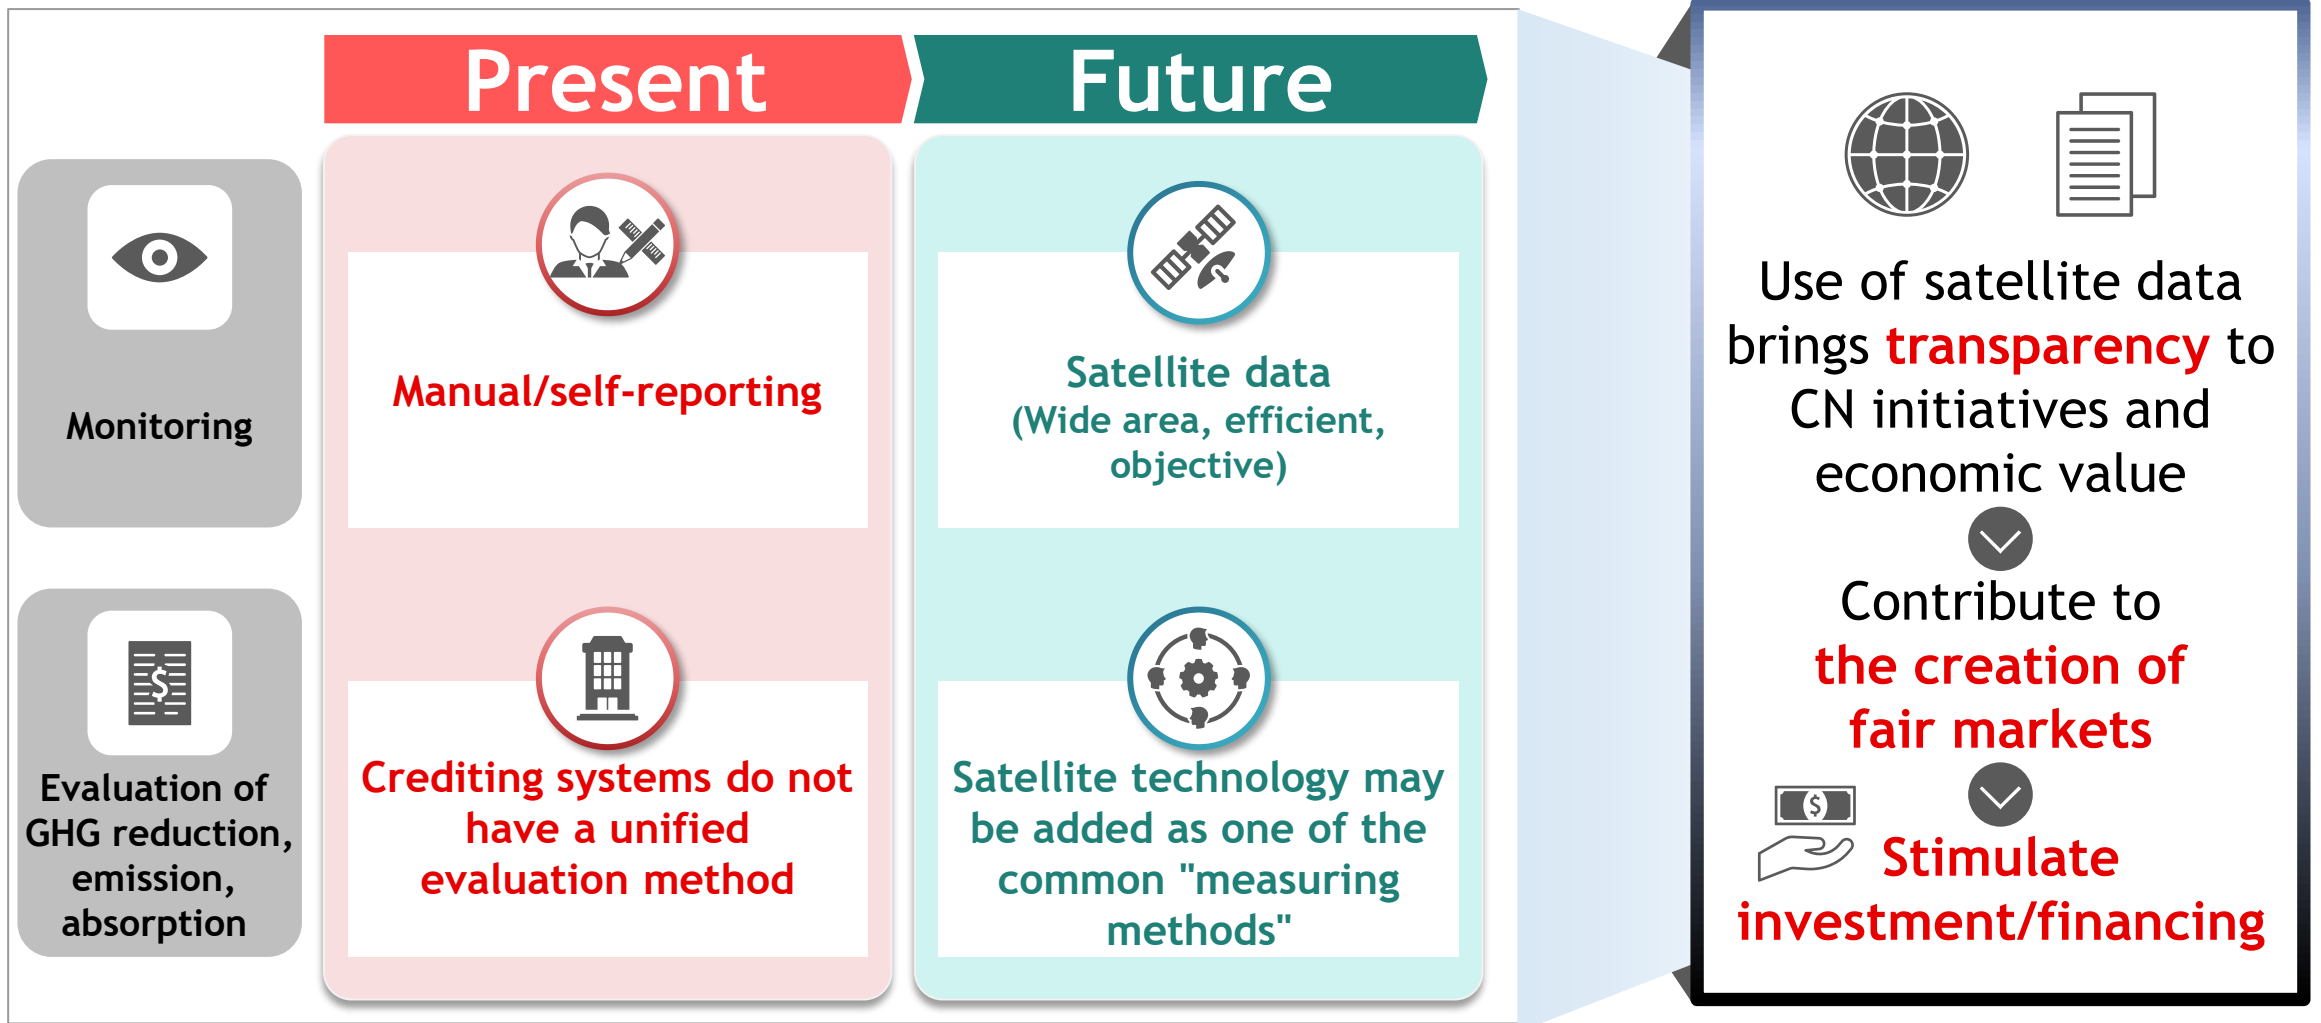 Present
Future
Monitoring
Manual/self-reporting
Satellite data
(Wide area, efficient,
objective)
Evaluation of
GHG reduction,
emission,
absorption
Crediting systems do not
have a unified
evaluation method
Satellite technology may
be added as one of the
common "measuring
methods"
Use of satellite data
brings transparency to
CN initiatives and
economic value
Contribute to
the creation of
fair markets
Stimulate
investment/financing